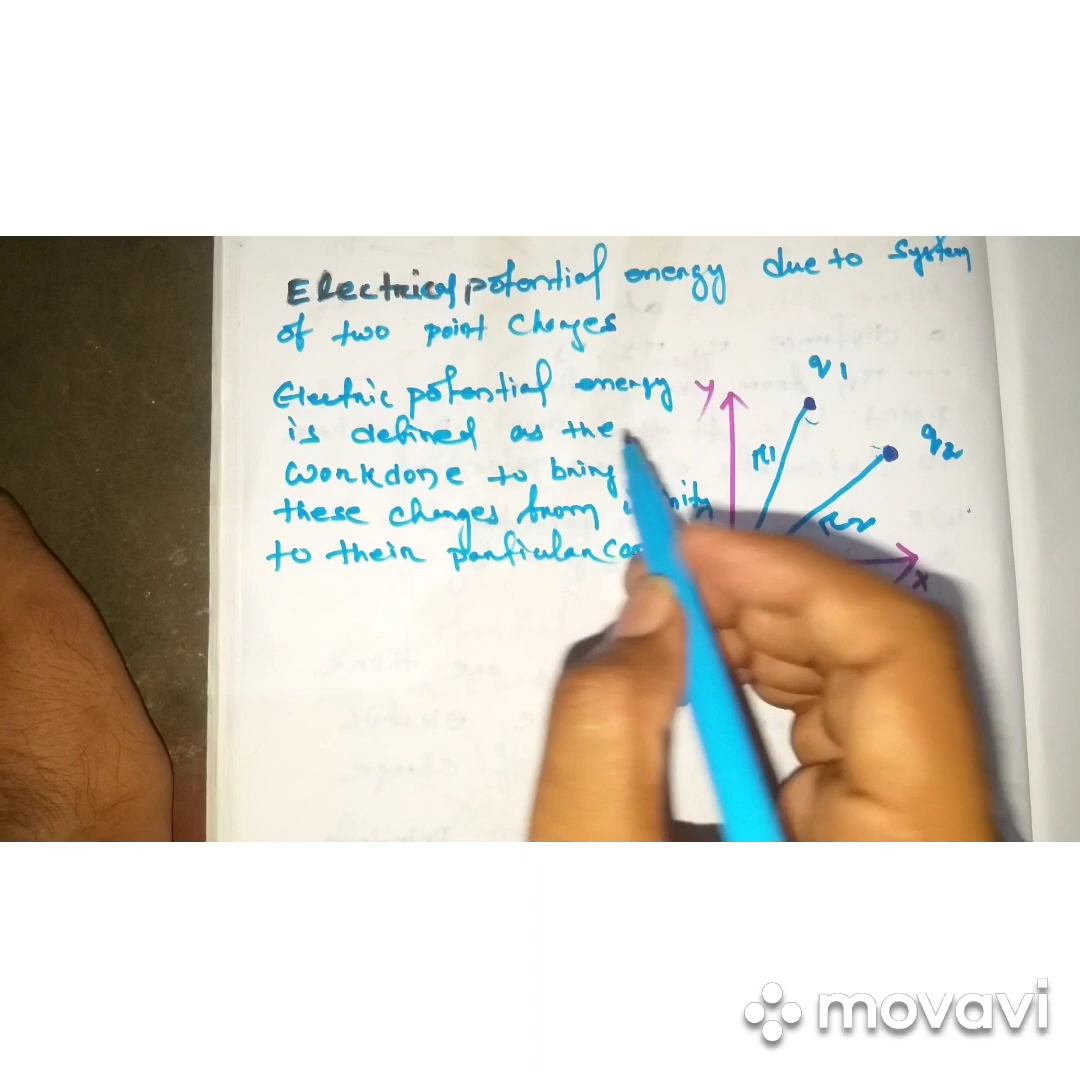 Electrical potential energy due to system
of two point charges
Electric potential energy
is defined as the
workdone to bring
these charges from
to their particular
y
q1
r1
q2
r2
x
movavi